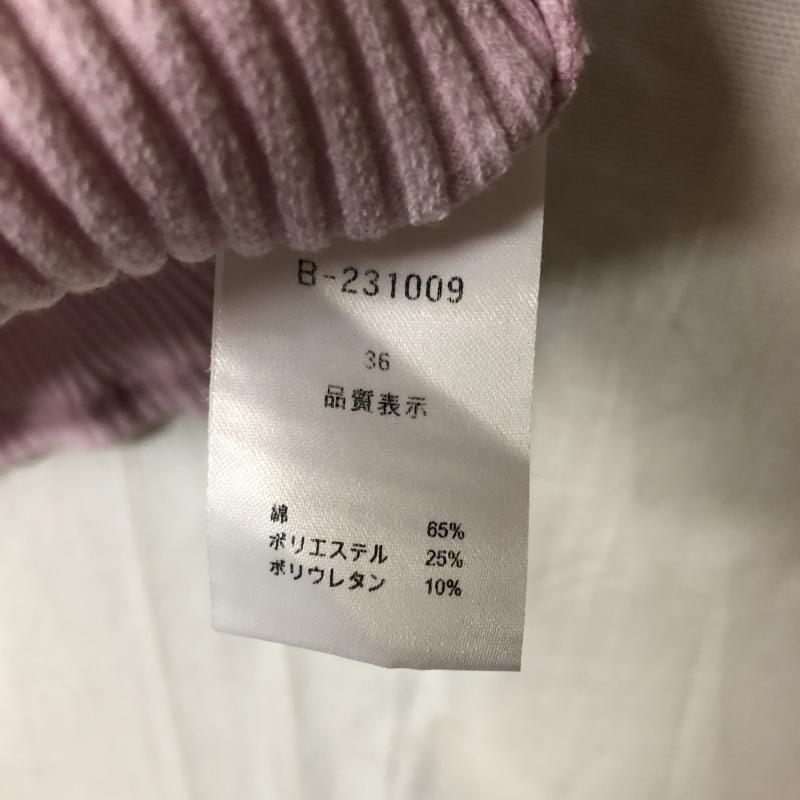 B-231009
36
品質表示
綿 65%
ポリエステル 25%
ポリウレタン 10%